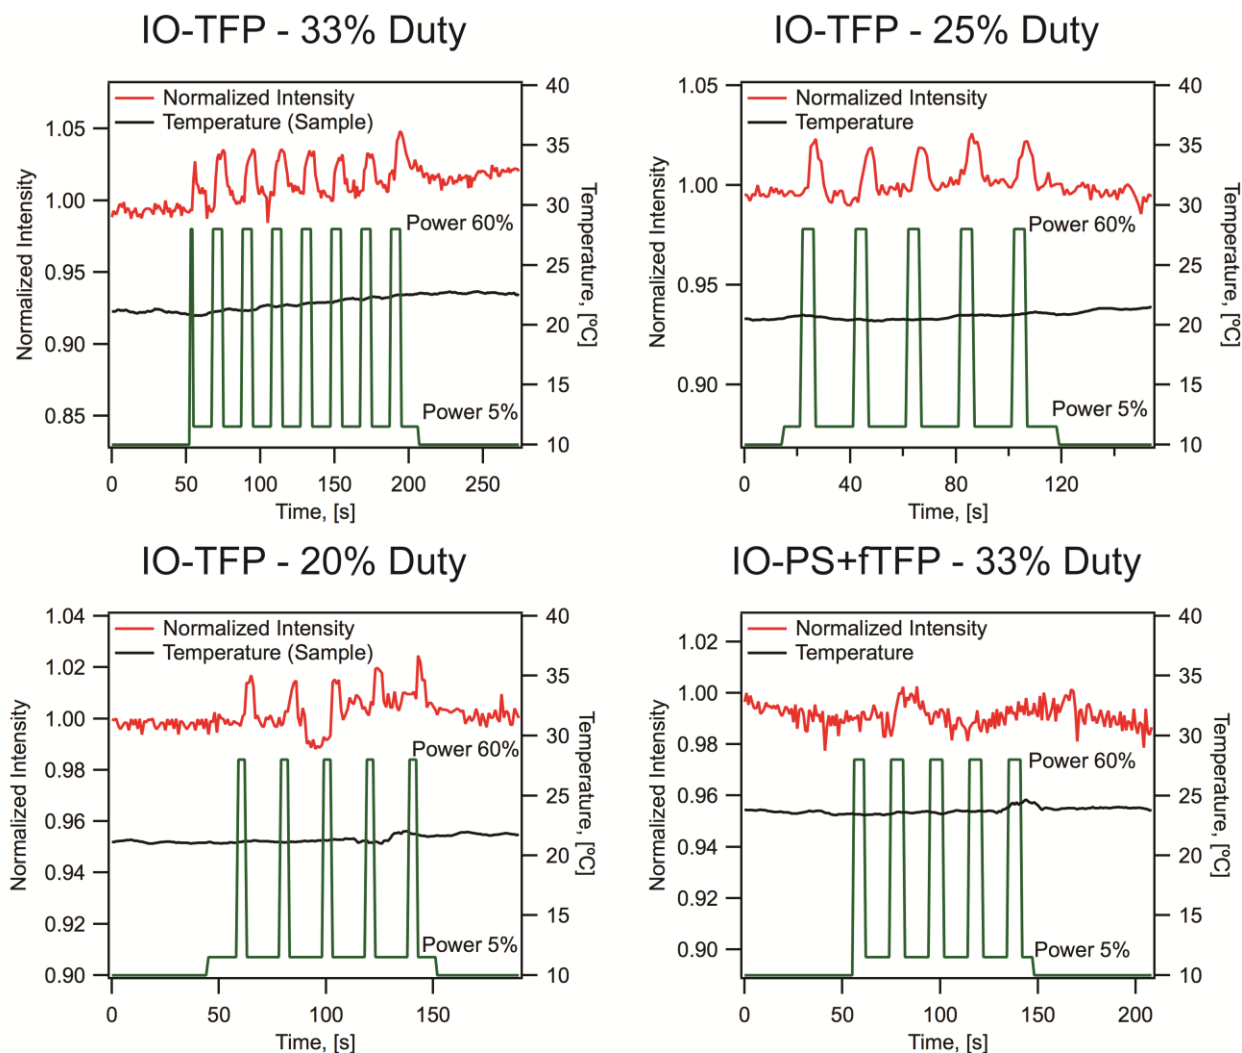 IO-TFP - 33% Duty
Normalized Intensity
Temperature (Sample)
Power 60%
Power 5%
1.05
1.00
0.95
0.90
0.85
40
35
30
25
20
15
10
0 50 100 150 200 250
Time, [s]
Normalized Intensity
Temperature, [ºC]
IO-TFP - 25% Duty
Normalized Intensity
Temperature
Power 60%
Power 5%
1.05
1.00
0.95
0.90
40
35
30
25
20
15
10
0 40 80 120
Time, [s]
Normalized Intensity
Temperature, [ºC]
IO-TFP - 20% Duty
Normalized Intensity
Temperature (Sample)
Power 60%
Power 5%
1.04
1.02
1.00
0.98
0.96
0.94
0.92
0.90
40
35
30
25
20
15
10
0 50 100 150
Time, [s]
Normalized Intensity
Temperature, [ºC]
IO-PS+fTFP - 33% Duty
Normalized Intensity
Temperature
Power 60%
Power 5%
1.02
1.00
0.98
0.96
0.94
0.92
0.90
40
35
30
25
20
15
10
0 50 100 150 200
Time, [s]
Normalized Intensity
Temperature, [ºC]